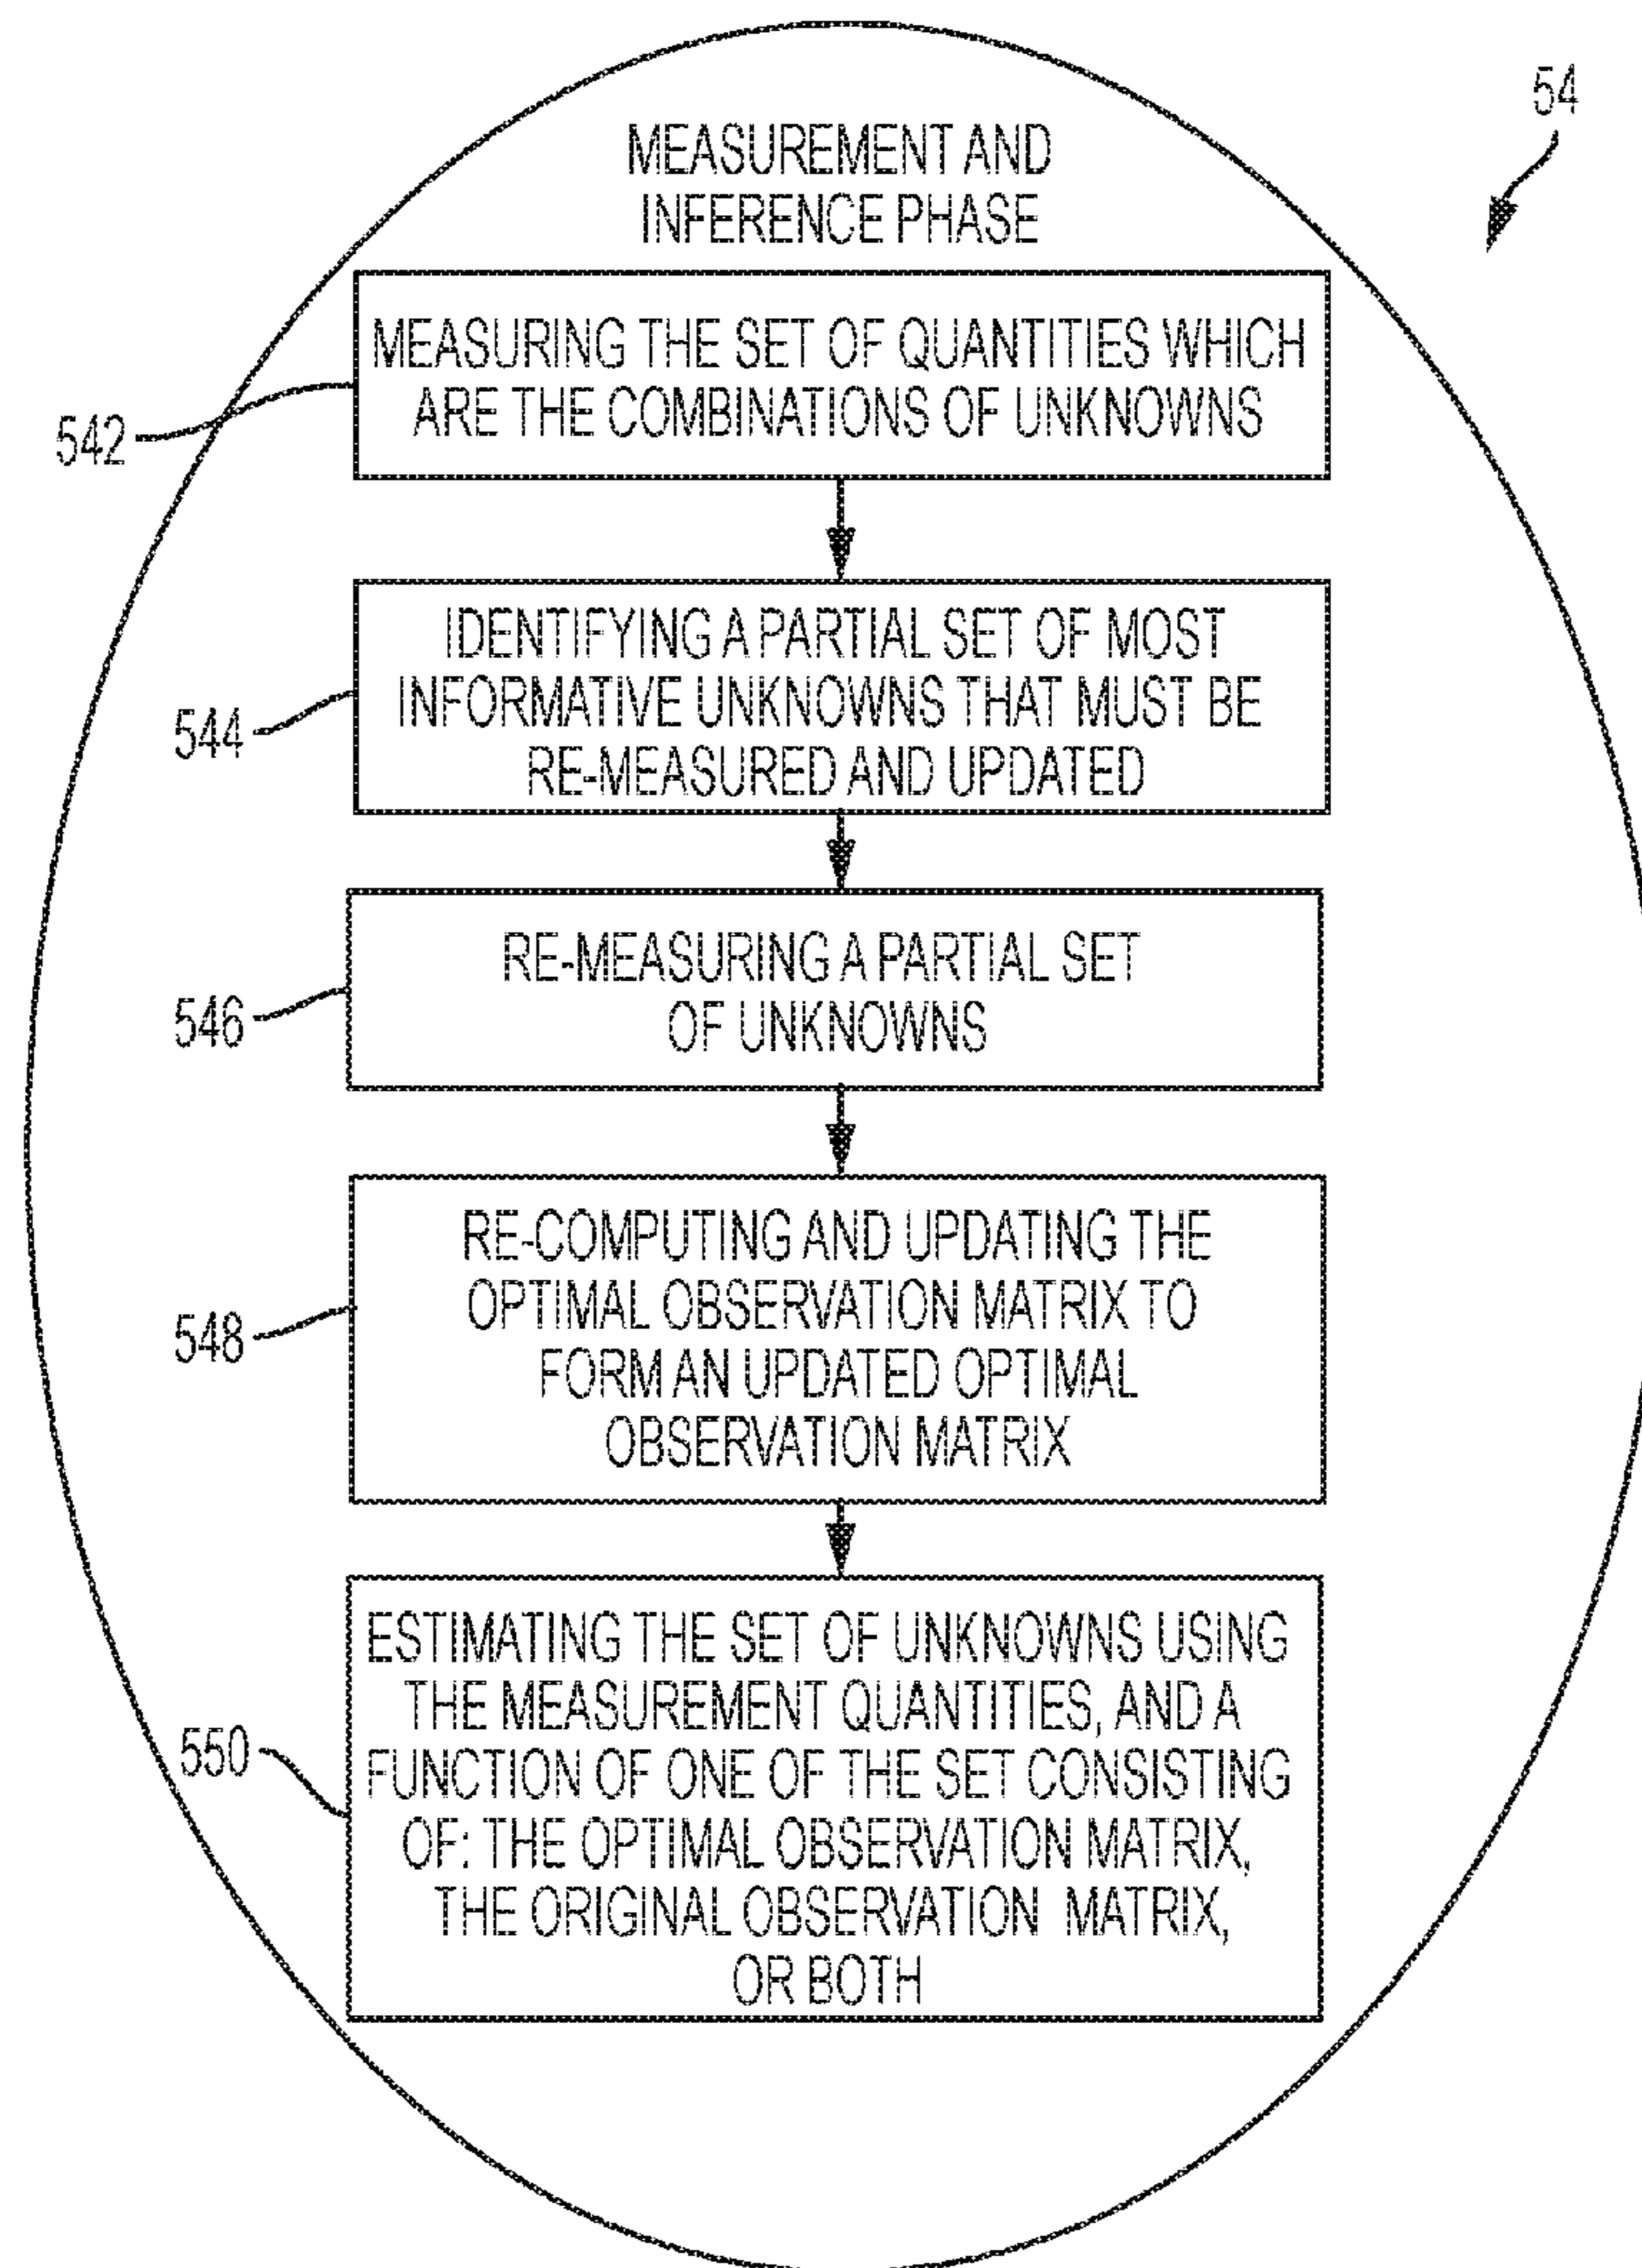 54
MEASUREMENT AND
INFERENCE PHASE
MEASURING THE SET OF QUANTITIES WHICH
ARE THE COMBINATIONS OF UNKNOWNS
542
IDENTIFYING A PARTIAL SET OF MOST
INFORMATIVE UNKNOWNS THAT MUST BE
RE-MEASURED AND UPDATED
544
RE-MEASURING A PARTIAL SET
OF UNKNOWNS
546
RE-COMPUTING AND UPDATING THE
OPTIMAL OBSERVATION MATRIX TO
FORM AN UPDATED OPTIMAL
OBSERVATION MATRIX
548
ESTIMATING THE SET OF UNKNOWNS USING
THE MEASUREMENT QUANTITIES, AND A
FUNCTION OF ONE OF THE SET CONSISTING
OF: THE OPTIMAL OBSERVATION MATRIX,
THE ORIGINAL OBSERVATION MATRIX,
OR BOTH
550